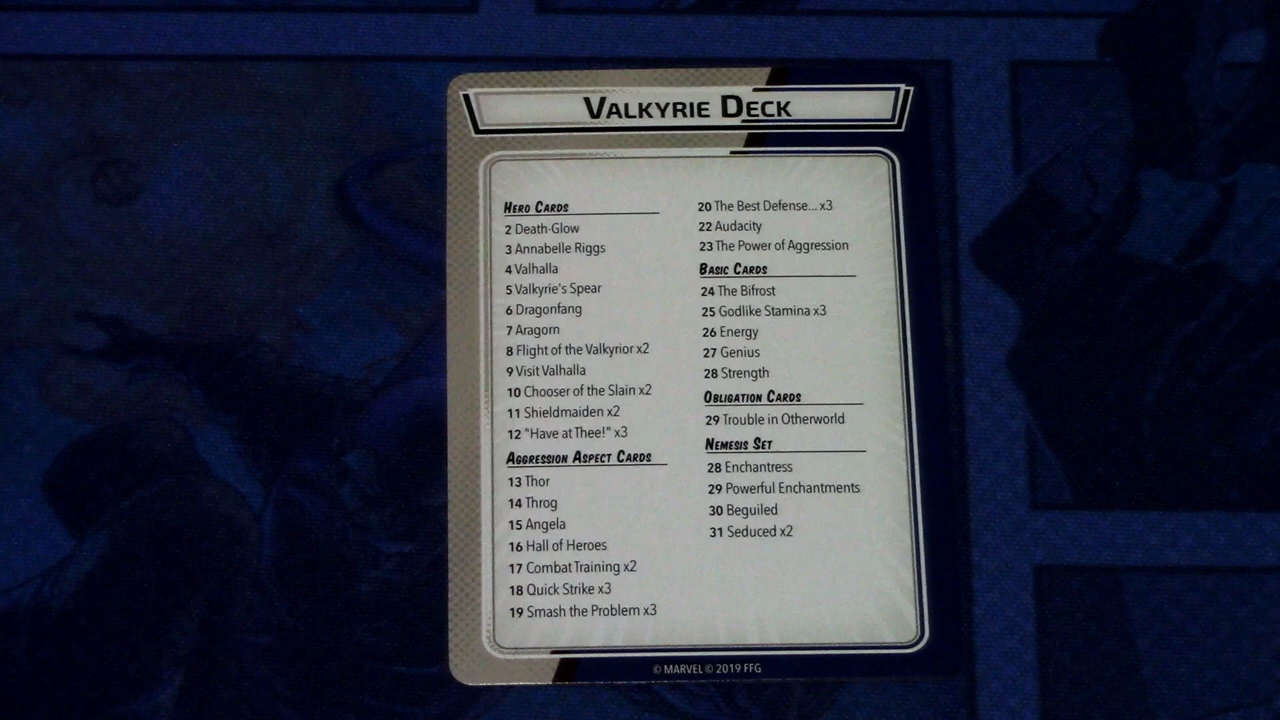 VALKYRIE DECK
HERO CARDS
2 Death-Glow
3 Annabelle Riggs
4 Valhalla
5 Valkyrie's Spear
6 Dragonfang
7 Aragorn
8 Flight of the Valkyrior x2
9 Visit Valhalla
10 Chooser of the Slain x2
11 Shieldmaiden x2
12 "Have at Thee!" x3
AGGRESSION ASPECT CARDS
13 Thor
14 Throg
15 Angela
16 Hall of Heroes
17 Combat Training x2
18 Quick Strike x3
19 Smash the Problem x3
20 The Best Defense... x3
22 Audacity
23 The Power of Aggression
BASIC CARDS
24 The Bifrost
25 Godlike Stamina x3
26 Energy
27 Genius
28 Strength
OBLIGATION CARDS
29 Trouble in Otherworld
NEMESIS SET
28 Enchantress
29 Powerful Enchantments
30 Beguiled
31 Seduced x2
© MARVEL © 2019 FFG